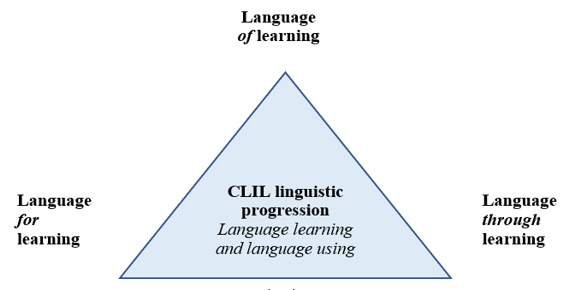 Language
of learning
CLIL linguistic
progression
Language learning
and language using
Language
for
learning
Language
through
learning